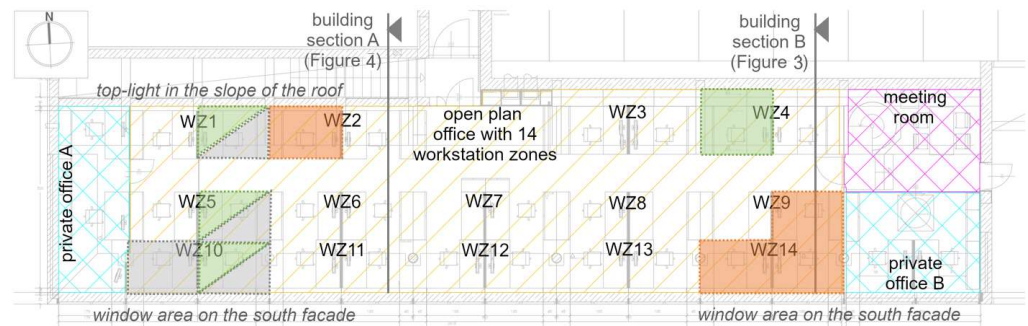 N
building
section A
(Figure 4)
building
section B
(Figure 3)
top-light in the slope of the roof
WZ1
WZ2
open plan
office with 14
workstation zones
WZ3
WZ4
meeting
room
private office A
WZ5
WZ6
WZ7
WZ8
WZ9
WZ10
WZ11
WZ12
WZ13
WZ14
private
office B
window area on the south facade
window area on the south facade